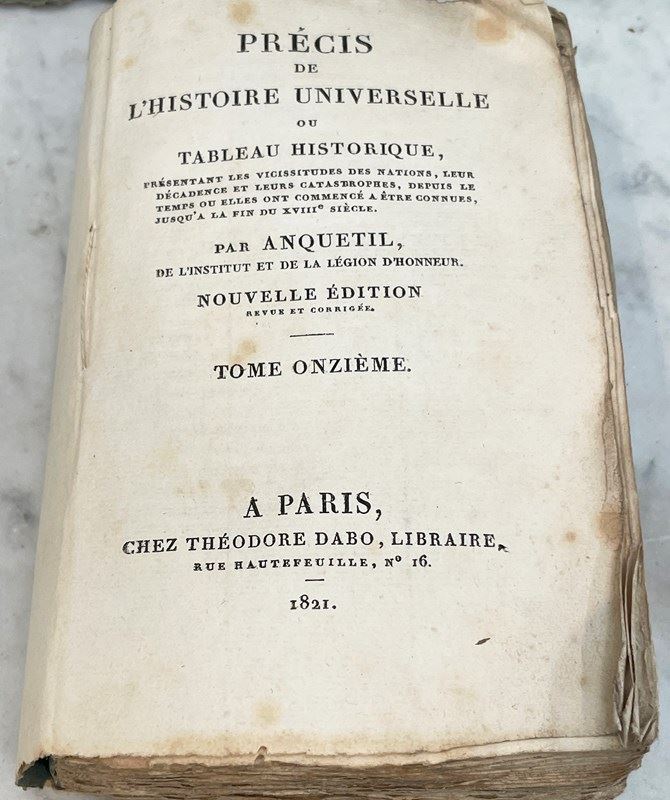 PRÉCIS
DE
L'HISTOIRE UNIVERSELLE
OU
TABLEAU HISTORIQUE,
PRÉSENTANT LES VICISSITUDES DES NATIONS, LEUR
DÉCADENCE ET LEURS CATASTROPHES, DEPUIS LE
TEMPS OU ELLES ONT COMMENCÉ A ÊTRE CONNUES,
JUSQU'A LA FIN DU XVIIIe SIÈCLE.
PAR ANQUETIL,
DE L'INSTITUT ET DE LA LÉGION D'HONNEUR.
NOUVELLE ÉDITION
REVUE ET CORRIGÉE.
TOME ONZIÈME.
A PARIS,
CHEZ THÉODORE DABO, LIBRAIRE,
RUE HAUTEFEUILLE, No 16.
1821.